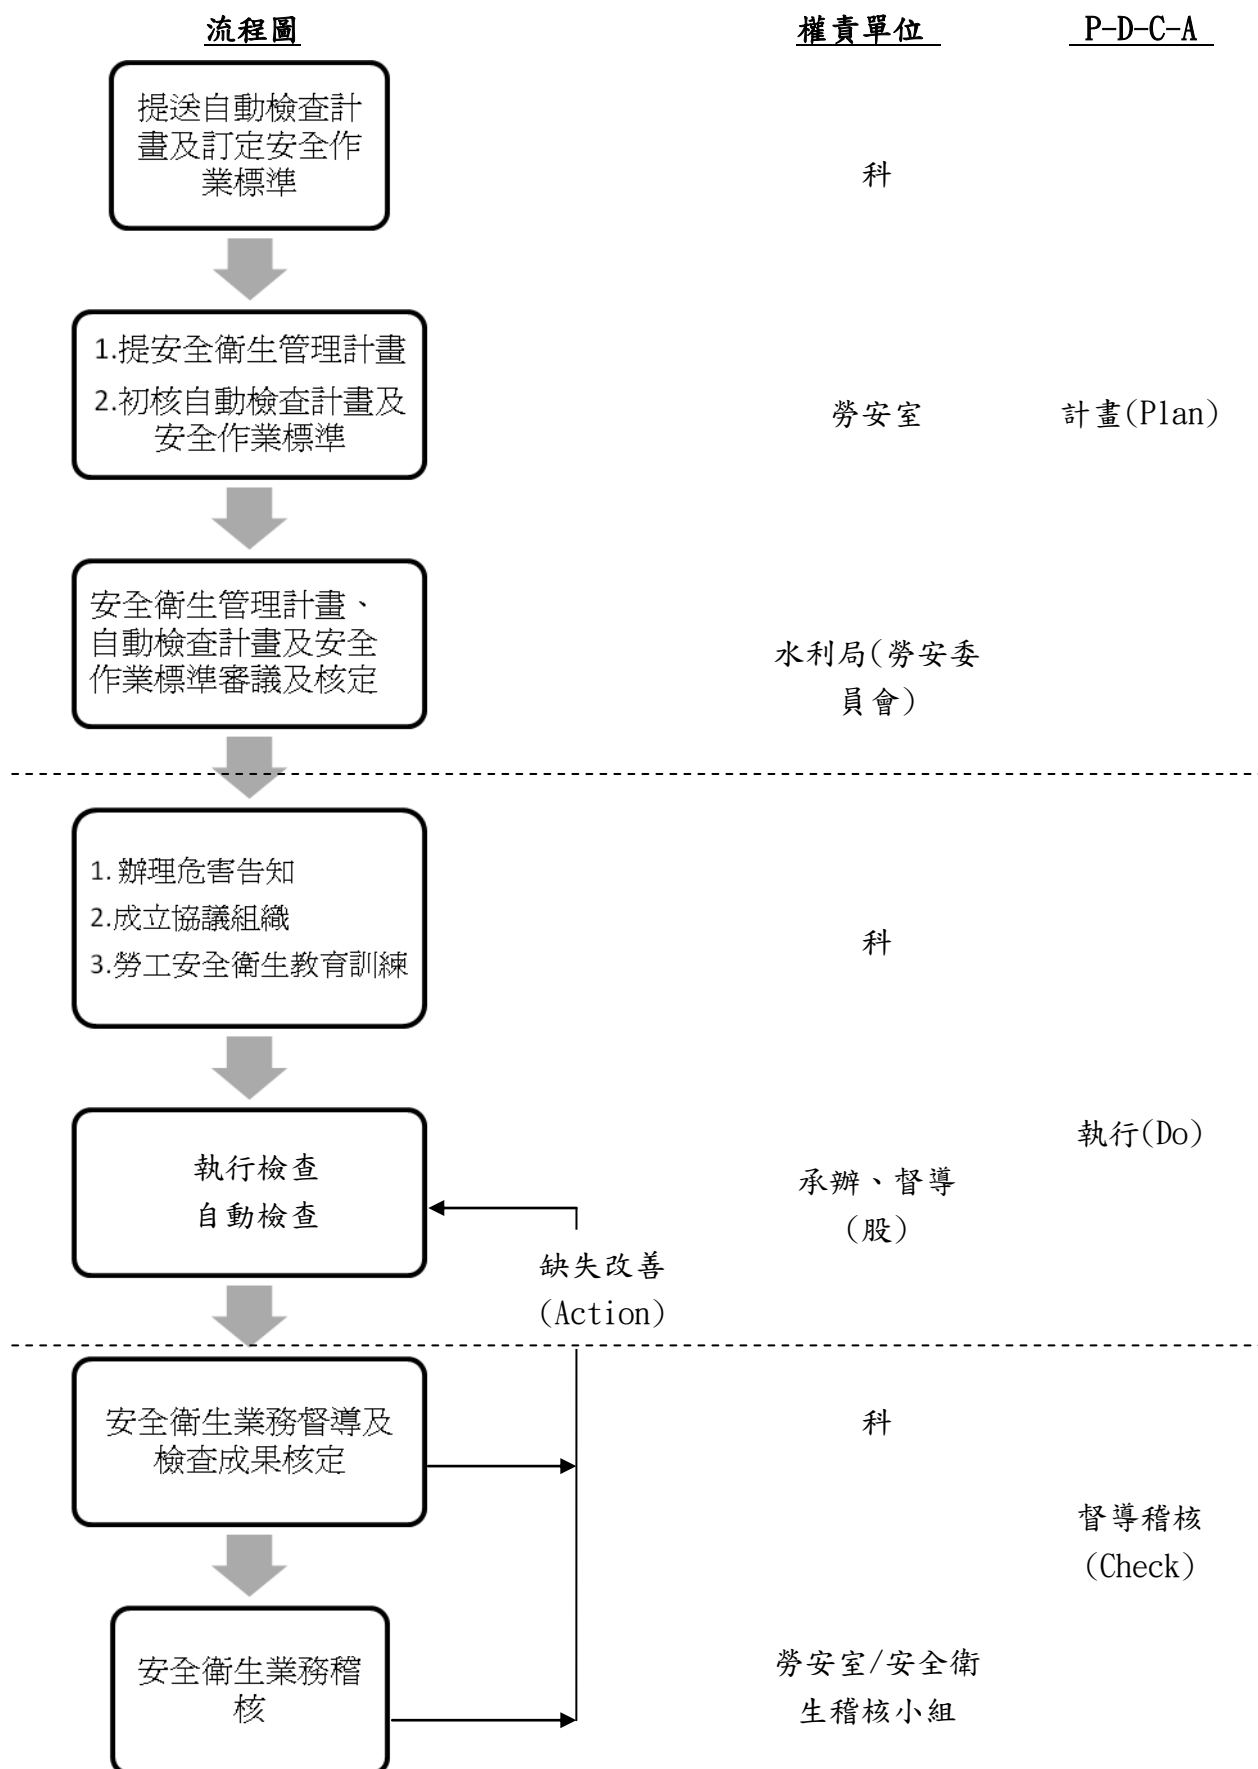 流程圖 權責單位 P-D-C-A
提送自動檢查計
畫及訂定安全作
業標準
科
1.提安全衛生管理計畫
2.初核自動檢查計畫及
安全作業標準
勞安室
計畫(Plan)
安全衛生管理計畫、
自動檢查計畫及安全
作業標準審議及核定
水利局(勞安委
員會)
1. 辦理危害告知
2.成立協議組織
3.勞工安全衛生教育訓練
科
執行檢查
自動檢查
承辦、督導
(股)
執行(Do)
缺失改善
(Action)
安全衛生業務督導及
檢查成果核定
科
督導稽核
(Check)
安全衛生業務稽
核
勞安室/安全衛
生稽核小組